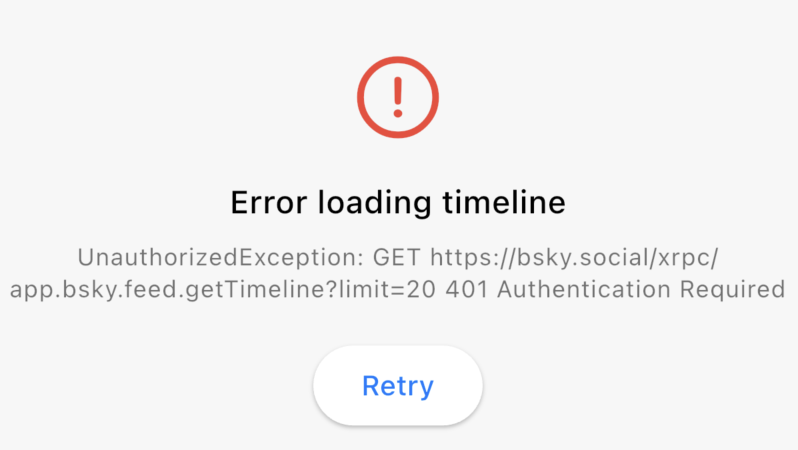 Error loading timeline
UnauthorizedException: GET https://bsky.social/xrpc/
app.bsky.feed.getTimeline?limit=20 401 Authentication Required
Retry